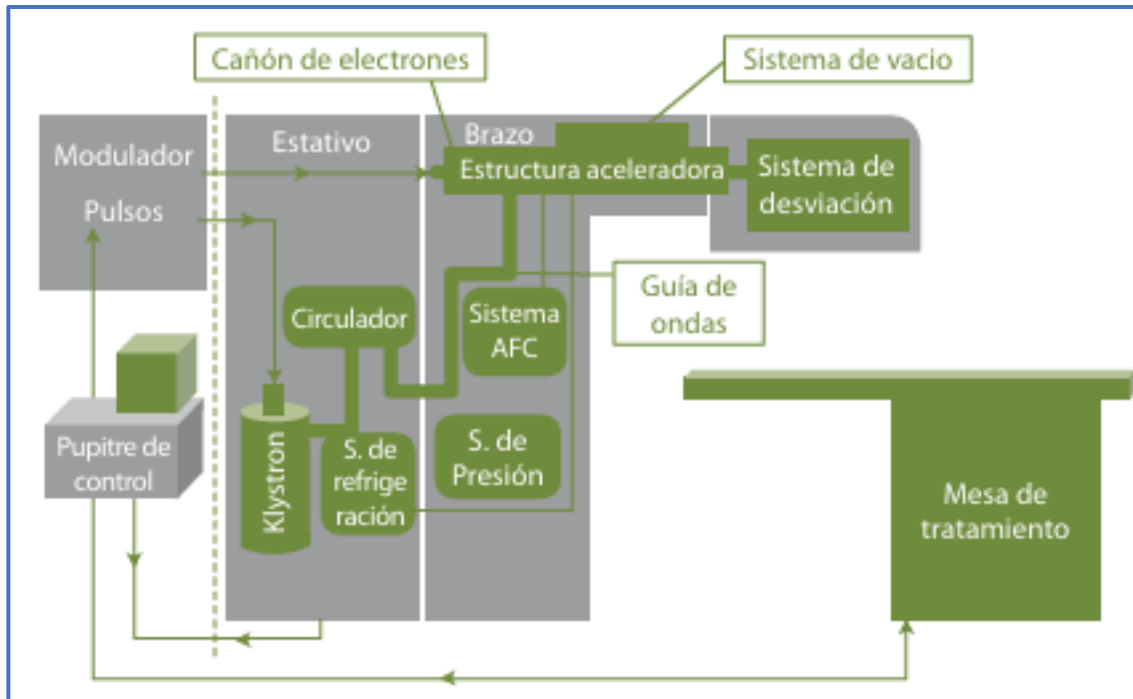 Cañón de electrones
Sistema de vacio
Modulador
Pulsos
Estativo
Brazo
Estructura aceleradora
Sistema de
desviación
Guía de
ondas
Circulador
Sistema
AFC
Pupitre de
control
Klystron
S. de
refrige
ración
S. de
Presión
Mesa de
tratamiento